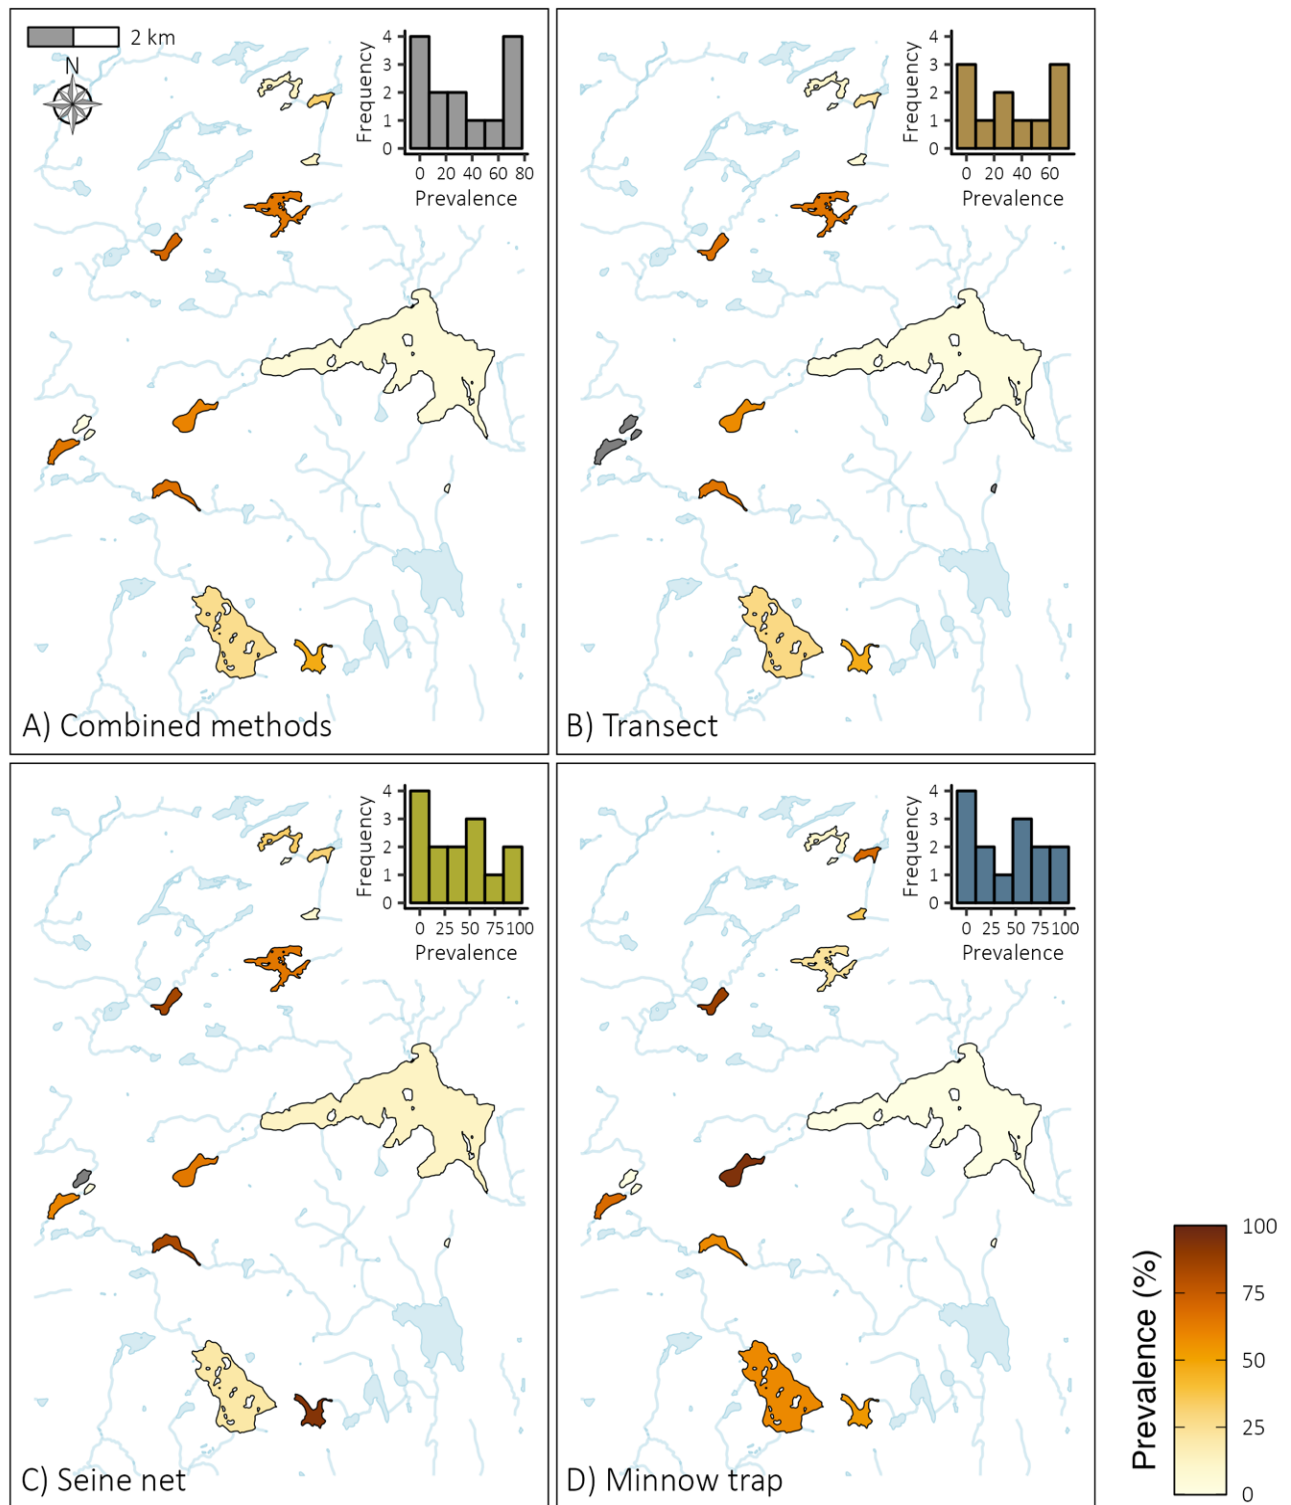 2 km
N
Frequency
4
3
2
1
0
0 20 40 60 80
Prevalence
A) Combined methods
Frequency
4
3
2
1
0
0 20 40 60
Prevalence
B) Transect
Frequency
4
3
2
1
0
0 25 50 75 100
Prevalence
C) Seine net
Frequency
4
3
2
1
0
0 25 50 75 100
Prevalence
D) Minnow trap
Prevalence (%)
100
75
50
25
0